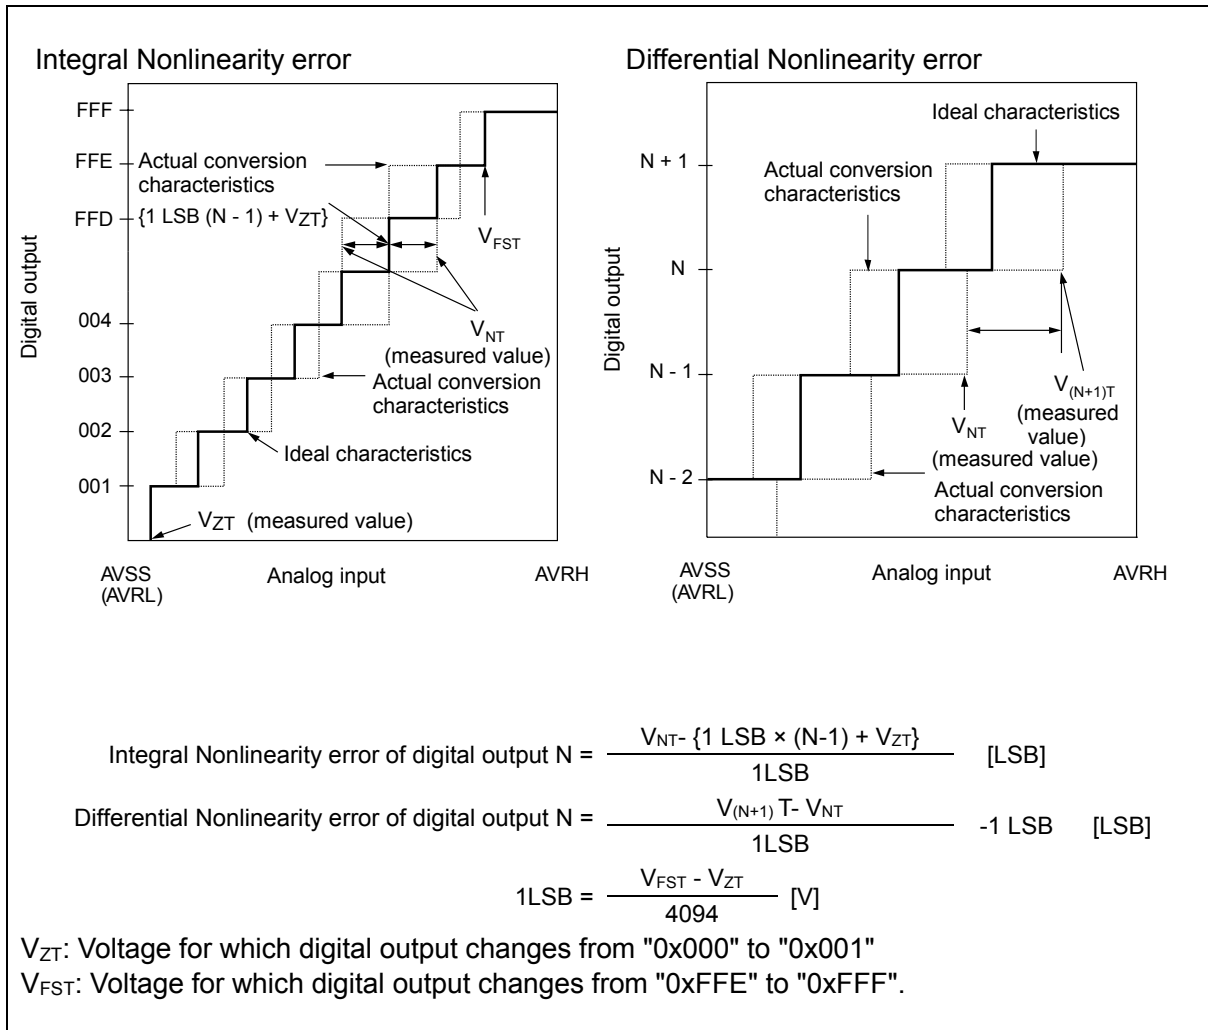 Integral Nonlinearity error
FFF
FFE
FFD
004
003
002
001
Digital output
Actual conversion
characteristics
{1 LSB (N - 1) + VZT}
VFST
VNT
(measured value)
Actual conversion
characteristics
Ideal characteristics
VZT (measured value)
AVSS
(AVRL)
Analog input
AVRH
Differential Nonlinearity error
N + 1
N
N - 1
N - 2
Digital output
Ideal characteristics
Actual conversion
characteristics
V(N+1)T
(measured
value)
VNT
(measured value)
Actual conversion
characteristics
AVSS
(AVRL)
Analog input
AVRH
Integral Nonlinearity error of digital output N =
VNT- {1 LSB × (N-1) + VZT}
1LSB
[LSB]
Differential Nonlinearity error of digital output N =
V(N+1) T- VNT
1LSB
-1 LSB [LSB]
1LSB =
VFST - VZT
4094
[V]
VZT: Voltage for which digital output changes from "0x000" to "0x001"
VFST: Voltage for which digital output changes from "0xFFE" to "0xFFF".